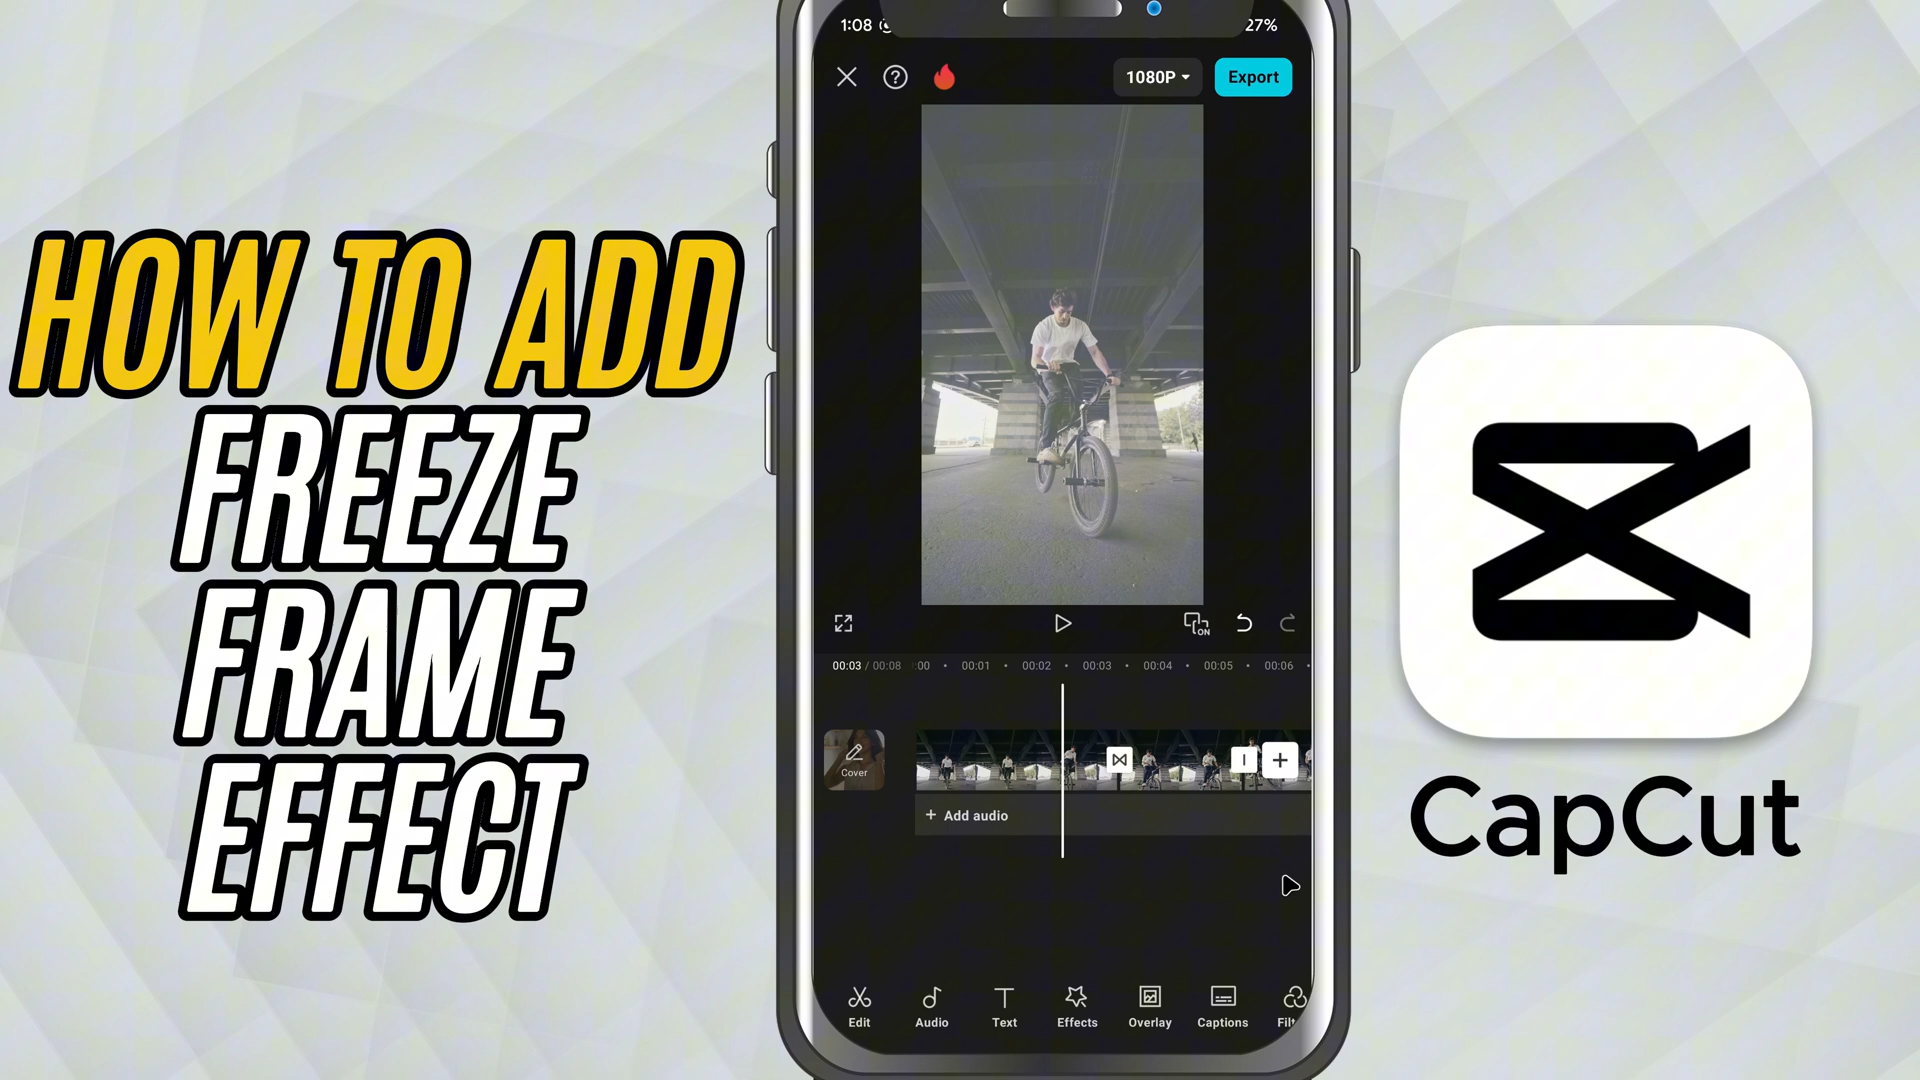 HOW TO ADD
FREEZE
FRAME
EFFECT
1:08
27%
1080P
Export
ON
00:03 / 00:08
:00
00:01
00:02
00:03
00:04
00:05
00:06
Cover
+ Add audio
Edit
Audio
Text
Effects
Overlay
Captions
Filt
CapCut